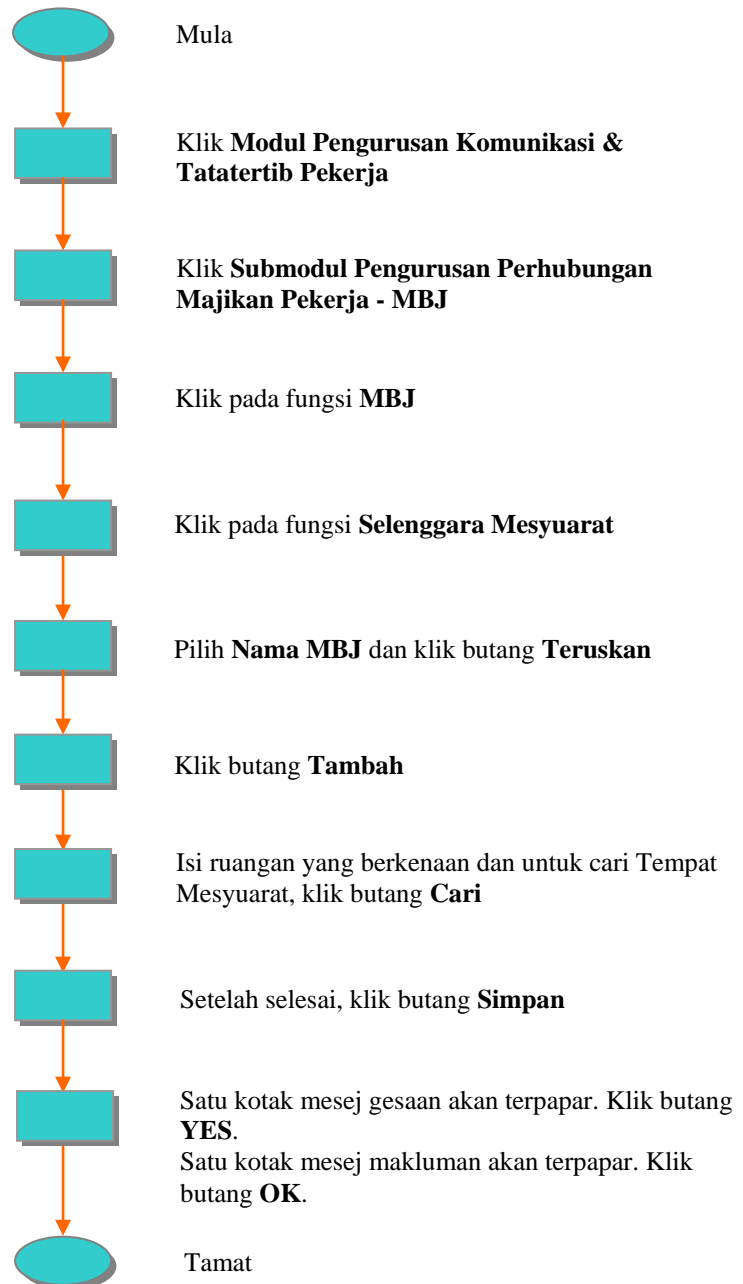 Mula
Klik Modul Pengurusan Komunikasi &
Tatatertib Pekerja
Klik Submodul Pengurusan Perhubungan
Majikan Pekerja - MBJ
Klik pada fungsi MBJ
Klik pada fungsi Selenggara Mesyuarat
Pilih Nama MBJ dan klik butang Teruskan
Klik butang Tambah
Isi ruangan yang berkenaan dan untuk cari Tempat
Mesyuarat, klik butang Cari
Setelah selesai, klik butang Simpan
Satu kotak mesej gesaan akan terpapar. Klik butang
YES.
Satu kotak mesej makluman akan terpapar. Klik
butang OK.
Tamat